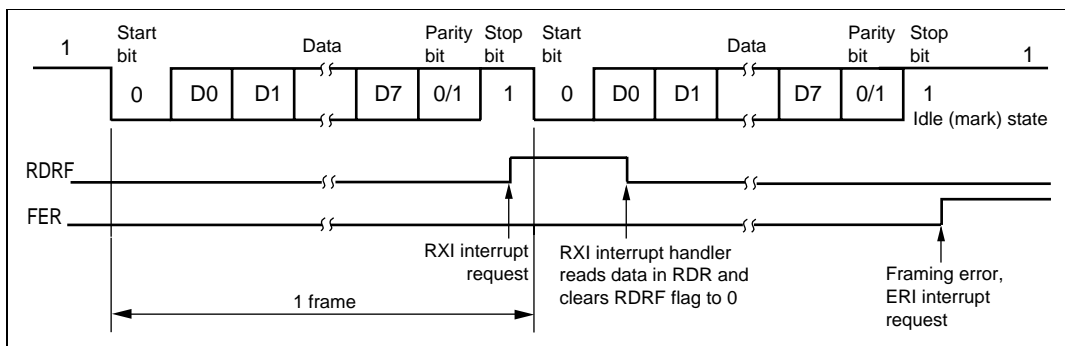 Start bit
Data
Parity bit
Stop bit
Start bit
Data
Parity bit
Stop bit
1
1
0
D0
D1
D7
0/1
1
0
D0
D1
D7
0/1
1
Idle (mark) state
RDRF
FER
RXI interrupt
request
RXI interrupt handler
reads data in RDR and
clears RDRF flag to 0
Framing error,
ERI interrupt
request
1 frame